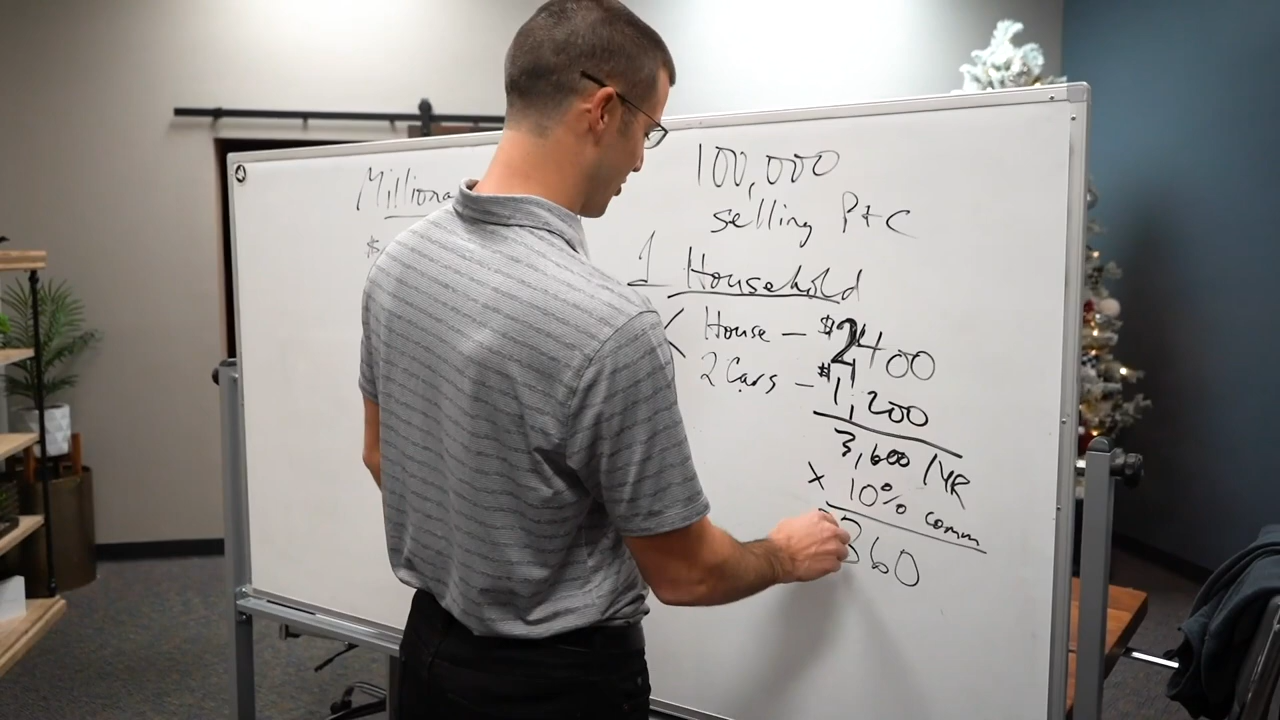 Milliona
$
100,000
selling P+C
1 Household
House – $2400
2 Cars – $1,200
3,600 /YR
x 10% comm
360